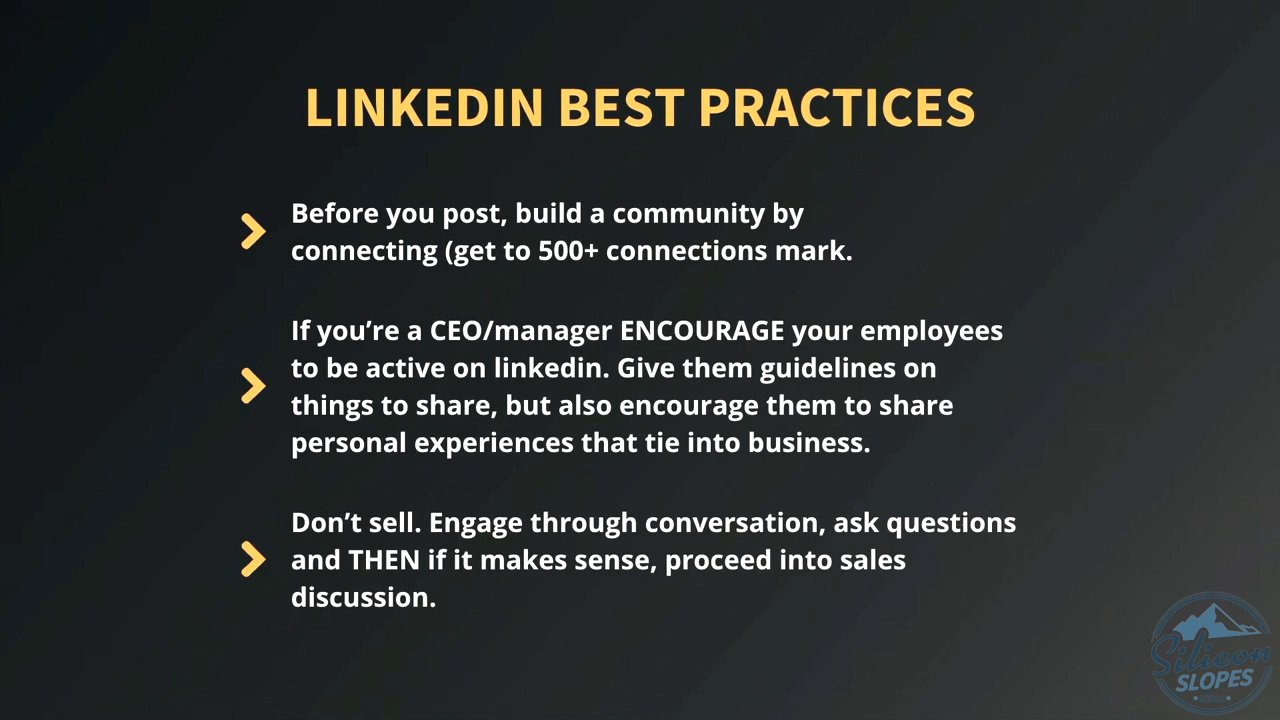 LINKEDIN BEST PRACTICES
Before you post, build a community by
connecting (get to 500+ connections mark.
If you’re a CEO/manager ENCOURAGE your employees
to be active on linkedin. Give them guidelines on
things to share, but also encourage them to share
personal experiences that tie into business.
Don’t sell. Engage through conversation, ask questions
and THEN if it makes sense, proceed into sales
discussion.
Silicon
SLOPES